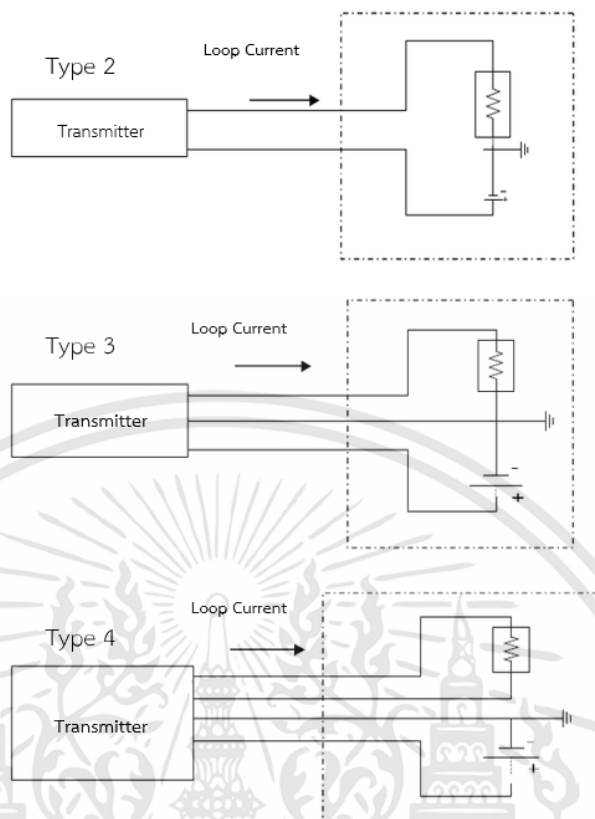 Type 2
Loop Current
Transmitter
-
+
Type 3
Loop Current
Transmitter
-
+
Type 4
Loop Current
Transmitter
-
+